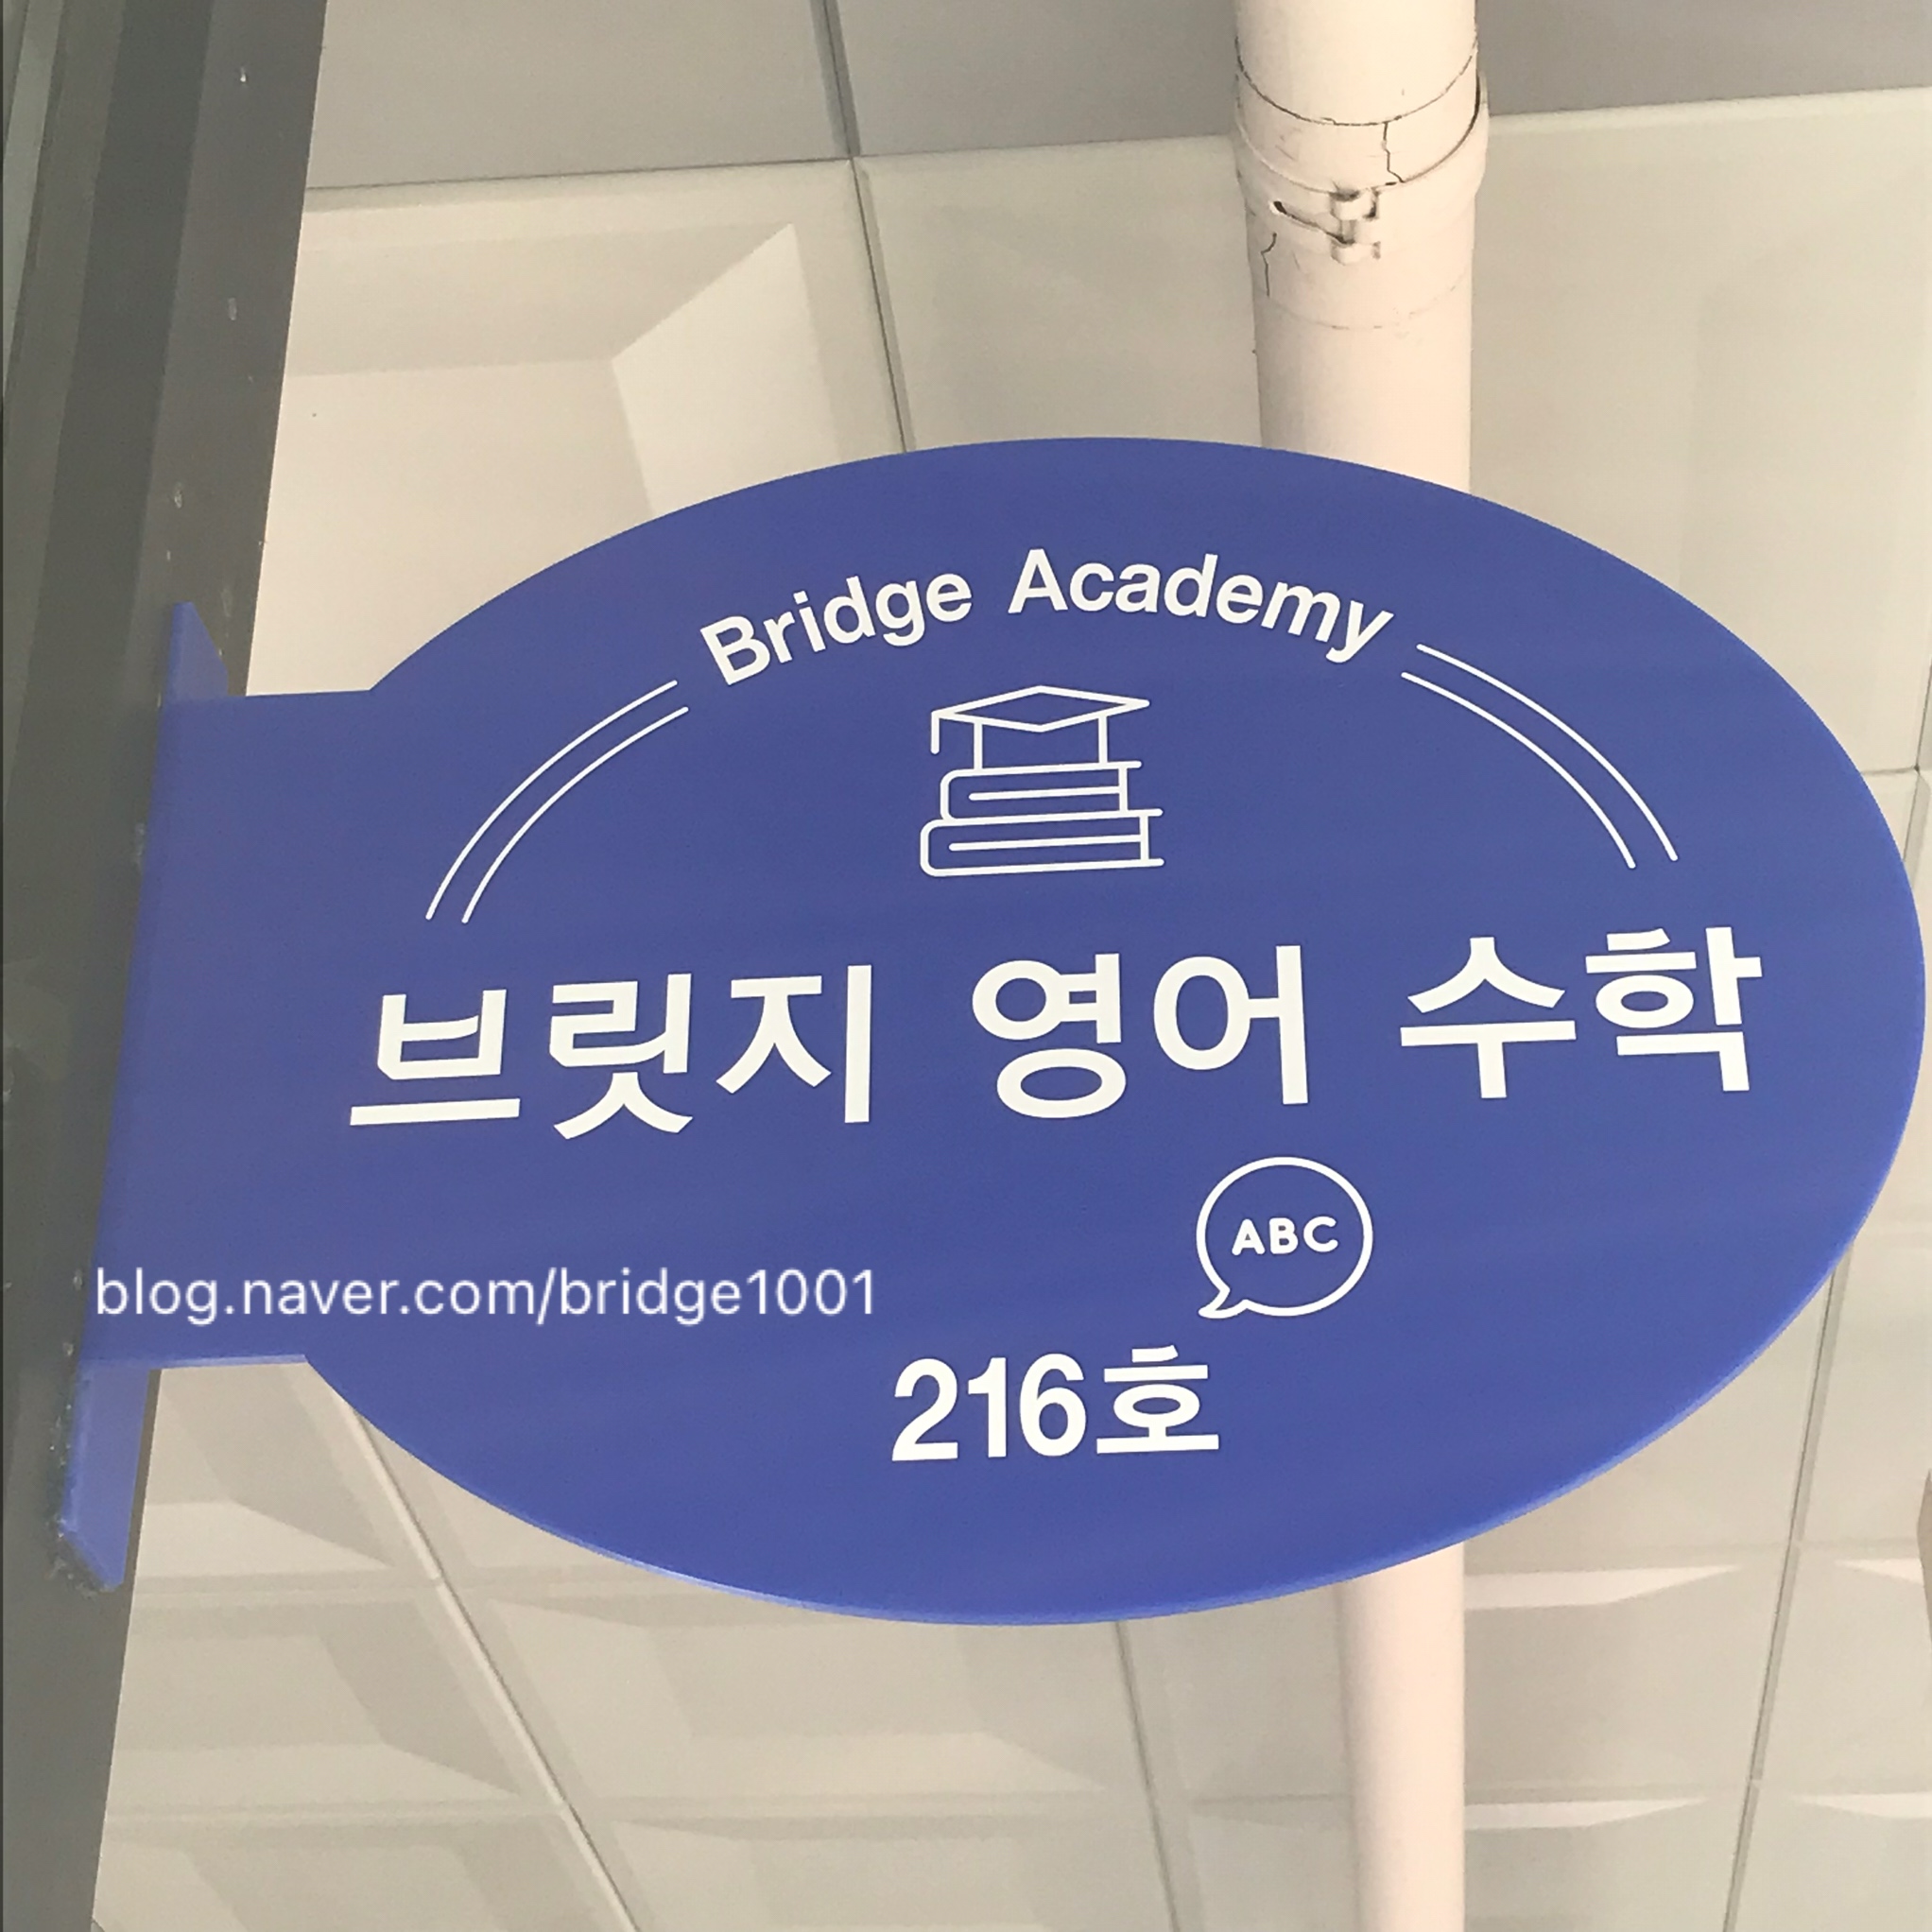 Bridge Academy
브릿지 영어 수학
ABC
blog.naver.com/bridge1001
216호